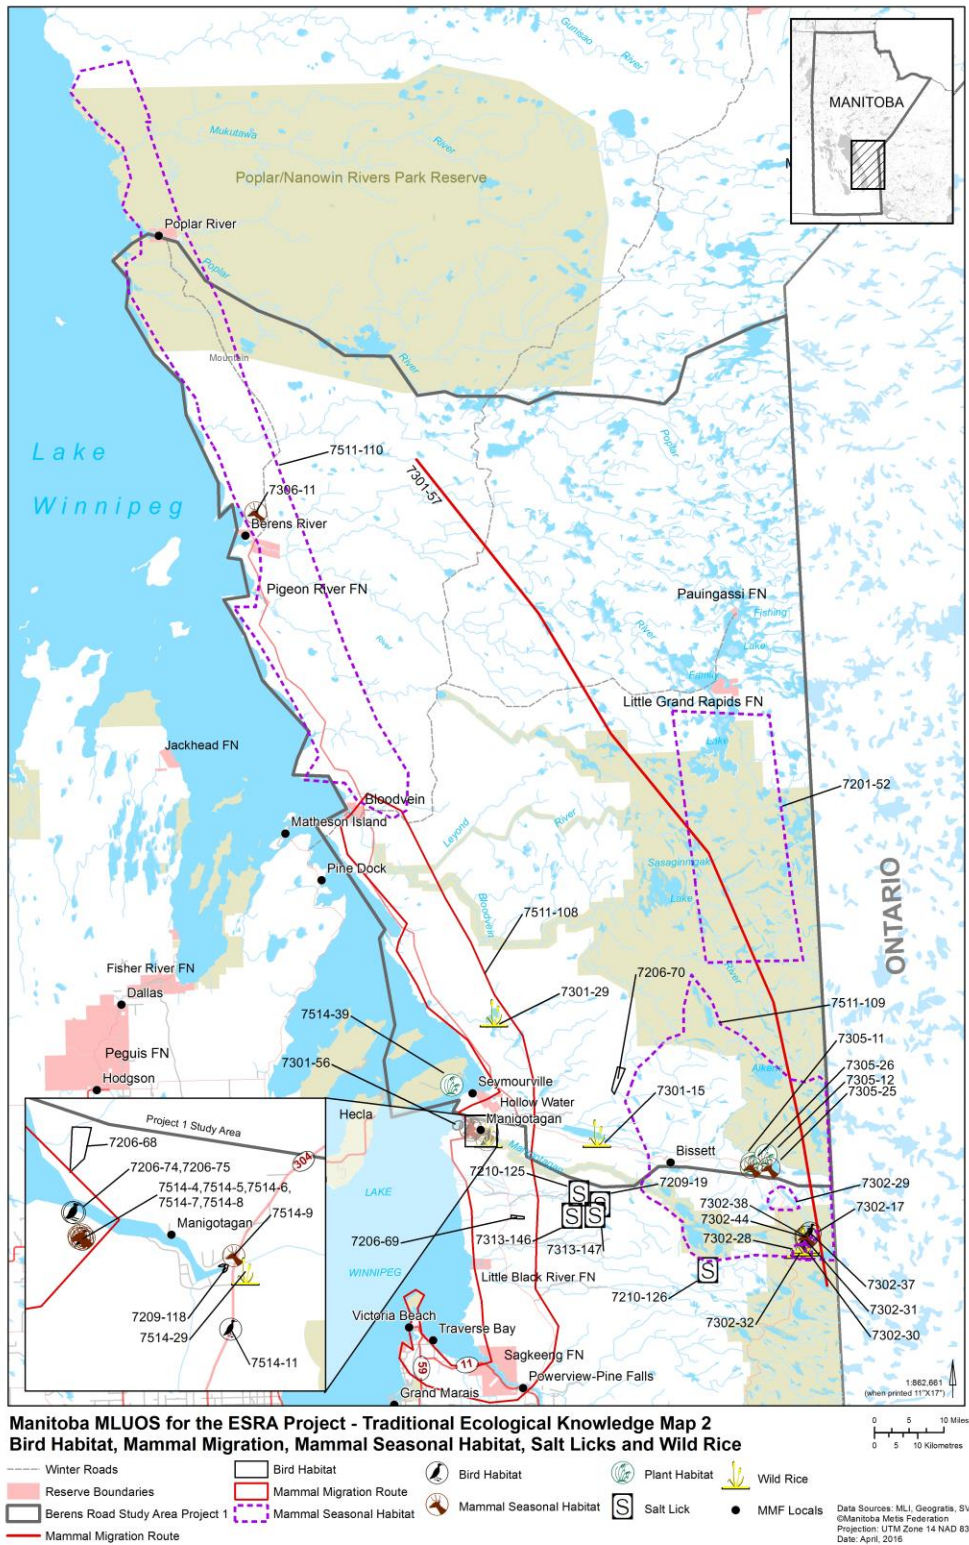 Gunisao
River
MANITOBA
Mukutawa
River
Poplar/Nanowin Rivers Park Reserve
Poplar River
Poplar
River
Mountain
Poplar
Lake
Winnipeg
7511-110
7301-57
7306-11
Berens River
Pigeon River FN
River
Pauingassi FN
Fishing
Lake
River
Family
Little Grand Rapids FN
Lake
Jackhead FN
7201-52
Bloodvein
Matheson Island
Leyond
River
Pine Dock
Sasaginnigak
Lake
ONTARIO
Bloodvein
7511-108
Fisher River FN
Dallas
7206-70
River
7301-29
7511-109
7514-39
7305-11
Peguis FN
7301-56
7305-26
Aikens
7305-12
Hodgson
Seymourville
7305-25
Hollow Water
7301-15
Hecla
Manigotagan
Project 1 Study Area
Manigotagan
Bissett
7206-68
304
7210-125
7209-19
7302-29
7206-74,7206-75
LAKE
7302-38
7302-17
7514-4,7514-5,7514-6,
7514-7,7514-8
7302-44
7514-9
Manigotagan
7206-69
7313-146
7313-147
7302-28
WINNIPEG
Little Black River FN
7302-37
7210-126
7302-31
7209-118
Victoria Beach
7302-32
7514-29
Traverse Bay
7302-30
7514-11
Sagkeeng FN
59
11
Powerview-Pine Falls
Grand Marais
1:862,661
(when printed 11"X17")
Manitoba MLUOS for the ESRA Project - Traditional Ecological Knowledge Map 2
Bird Habitat, Mammal Migration, Mammal Seasonal Habitat, Salt Licks and Wild Rice
0 5 10 Miles
0 5 10 Kilometres
Winter Roads
Reserve Boundaries
Berens Road Study Area Project 1
Mammal Migration Route
Bird Habitat
Mammal Migration Route
Mammal Seasonal Habitat
Bird Habitat
Mammal Seasonal Habitat
Plant Habitat
S Salt Lick
Wild Rice
MMF Locals
Data Sources: MLI, Geogratis, SV
©Manitoba Metis Federation
Projection: UTM Zone 14 NAD 83
Date: April, 2016